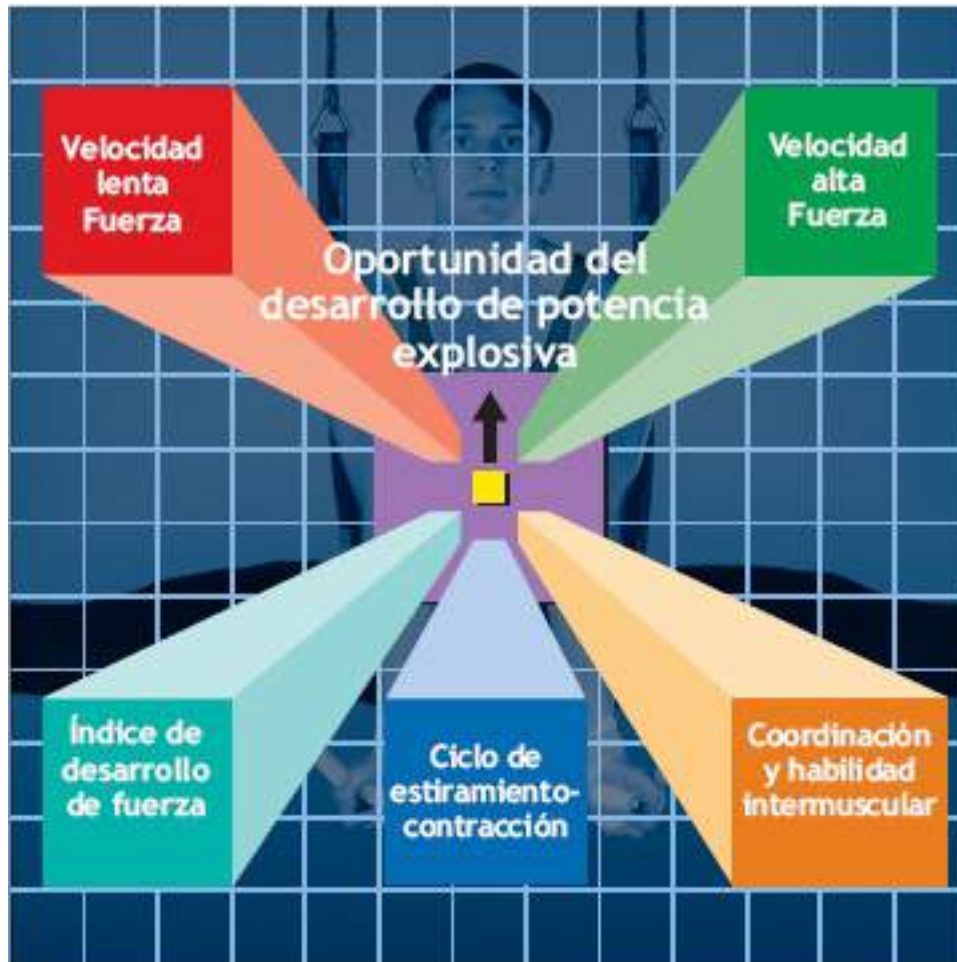 Velocidad
lenta
Fuerza
Velocidad
alta
Fuerza
Oportunidad del
desarrollo de potencia
explosiva
Índice de
desarrollo
de fuerza
Ciclo de
estiramiento-
contracción
Coordinación
y habilidad
intermuscular